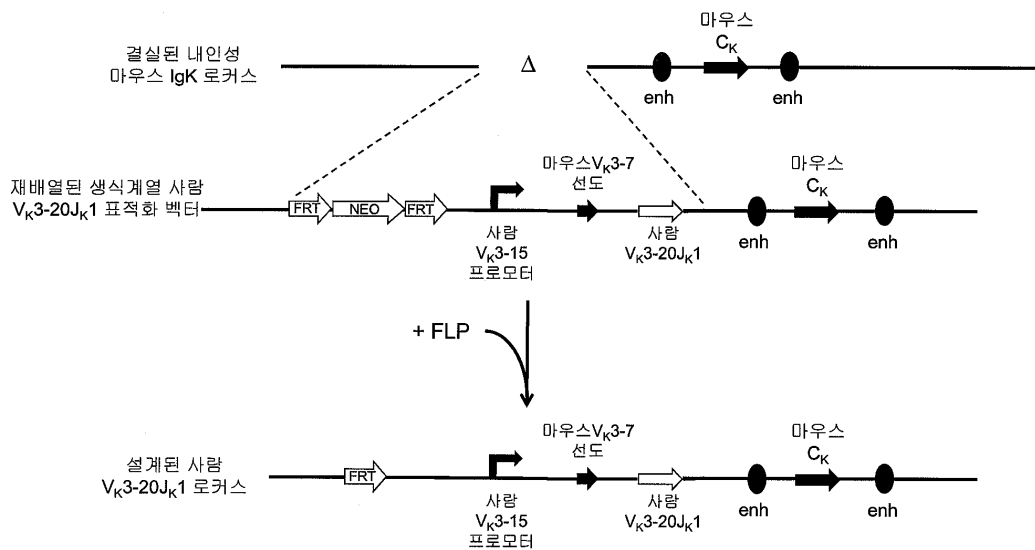 결실된 내인성
마우스 IgK 로커스
Δ
마우스
CK
enh
enh
재배열된 생식계열 사람
VK3-20JK1 표적화 벡터
FRT
NEO
FRT
마우스VK3-7
선도
마우스
CK
사람
VK3-15
프로모터
사람
VK3-20JK1
enh
enh
+ FLP
설계된 사람
VK3-20JK1 로커스
FRT
마우스VK3-7
선도
마우스
CK
사람
VK3-15
프로모터
사람
VK3-20JK1
enh
enh